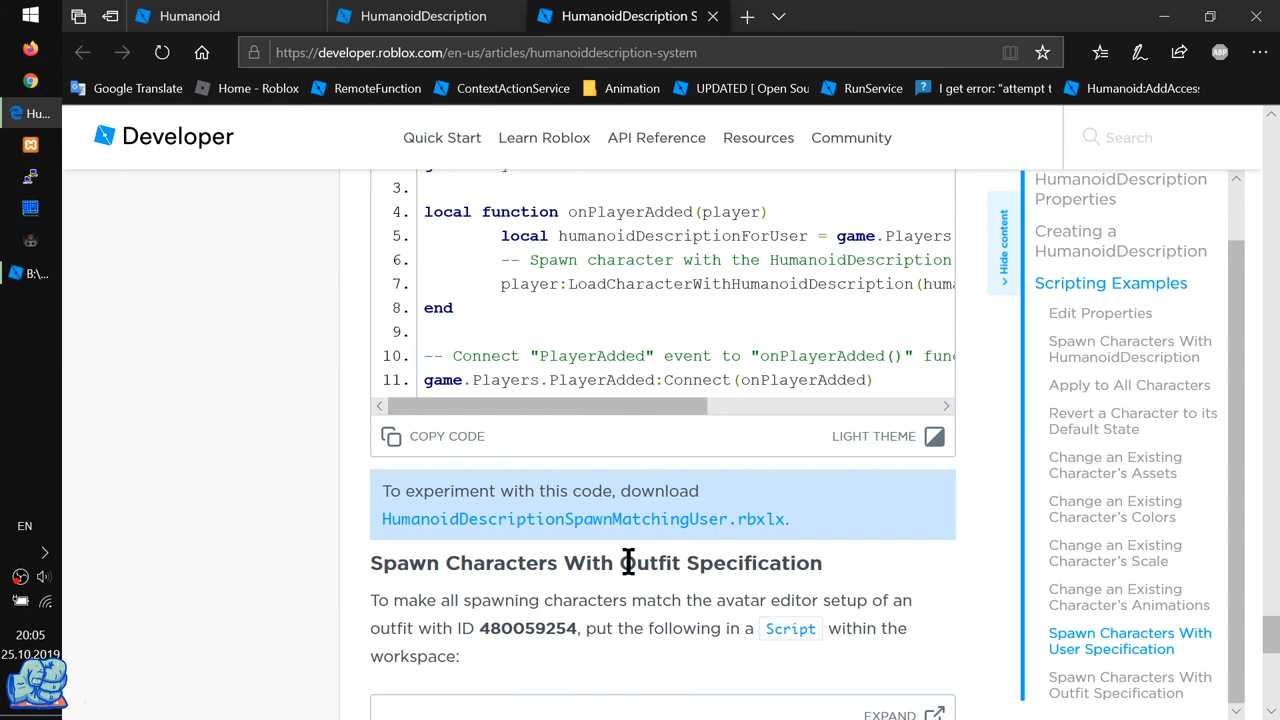 Humanoid
HumanoidDescription
HumanoidDescription S
https://developer.roblox.com/en-us/articles/humanoiddescription-system
ABP
Google Translate
Home - Roblox
RemoteFunction
ContextActionService
Animation
UPDATED [ Open Sou
RunService
I get error: "attempt t
Humanoid:AddAcces:
Hu...
B:\...
EN
20:05
25.10.2019
Developer
Quick Start
Learn Roblox
API Reference
Resources
Community
Search
3.
4. local function onPlayerAdded(player)
5. local humanoidDescriptionForUser = game.Players
6. -- Spawn character with the HumanoidDescription
7. player:LoadCharacterWithHumanoidDescription(huma
8. end
9.
10. -- Connect "PlayerAdded" event to "onPlayerAdded()" func
11. game.Players.PlayerAdded:Connect(onPlayerAdded)
COPY CODE
LIGHT THEME
To experiment with this code, download
HumanoidDescriptionSpawnMatchingUser.rbxlx.
Spawn Characters With Outfit Specification
To make all spawning characters match the avatar editor setup of an
outfit with ID 480059254, put the following in a Script within the
workspace:
EXPAND
Hide content
HumanoidDescription
Properties
Creating a
HumanoidDescription
Scripting Examples
Edit Properties
Spawn Characters With
HumanoidDescription
Apply to All Characters
Revert a Character to its
Default State
Change an Existing
Character's Assets
Change an Existing
Character's Colors
Change an Existing
Character's Scale
Change an Existing
Character's Animations
Spawn Characters With
User Specification
Spawn Characters With
Outfit Specification